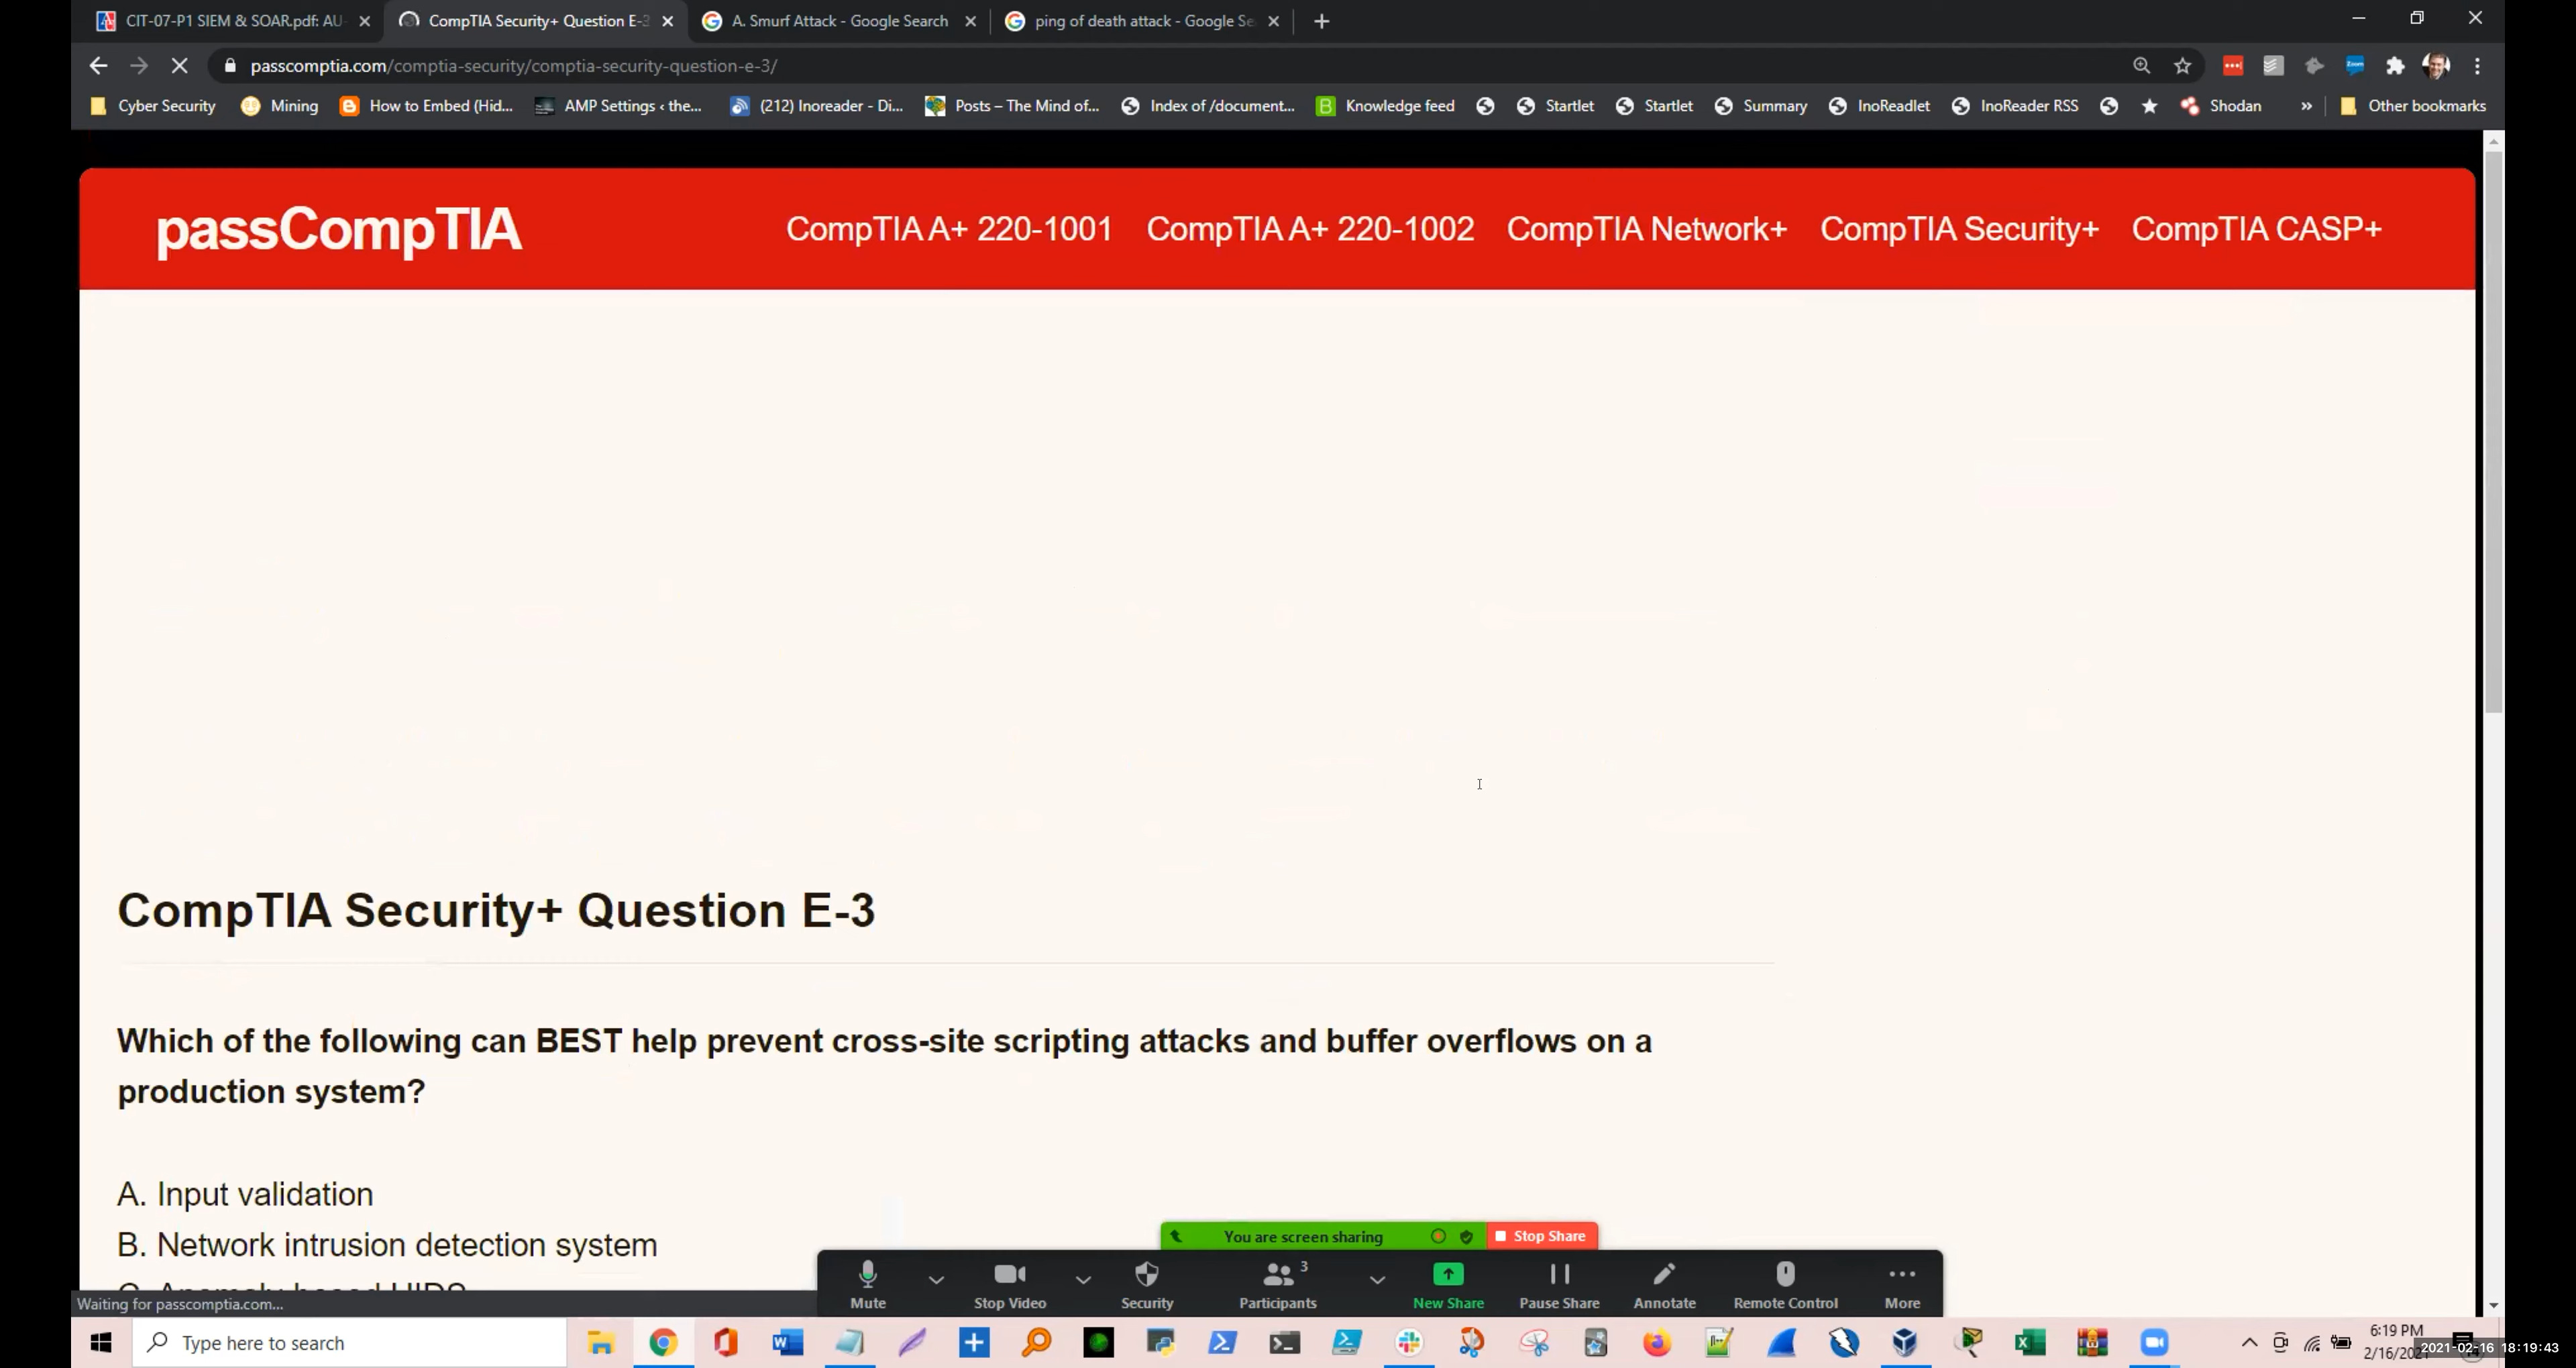 CIT-07-P1 SIEM & SOAR.pdf: AU-
CompTIA Security+ Question E-3
A. Smurf Attack - Google Search
ping of death attack - Google Se
passcomptia.com/comptia-security/comptia-security-question-e-3/
Cyber Security
Mining
How to Embed (Hid...
AMP Settings ‹ the...
(212) Inoreader - Di...
Posts – The Mind of...
Index of /document...
Knowledge feed
Startlet
Startlet
Summary
InoReadlet
InoReader RSS
Shodan
»
Other bookmarks
passCompTIA
CompTIA A+ 220-1001
CompTIA A+ 220-1002
CompTIA Network+
CompTIA Security+
CompTIA CASP+
CompTIA Security+ Question E-3
Which of the following can BEST help prevent cross-site scripting attacks and buffer overflows on a
production system?
A. Input validation
B. Network intrusion detection system
C. Anomaly-based HIDS
You are screen sharing
Stop Share
Mute
Stop Video
Security
Participants
3
New Share
Pause Share
Annotate
Remote Control
More
Waiting for passcomptia.com...
Type here to search
6:19 PM
2/16/202
2021-02-16 18:19:43